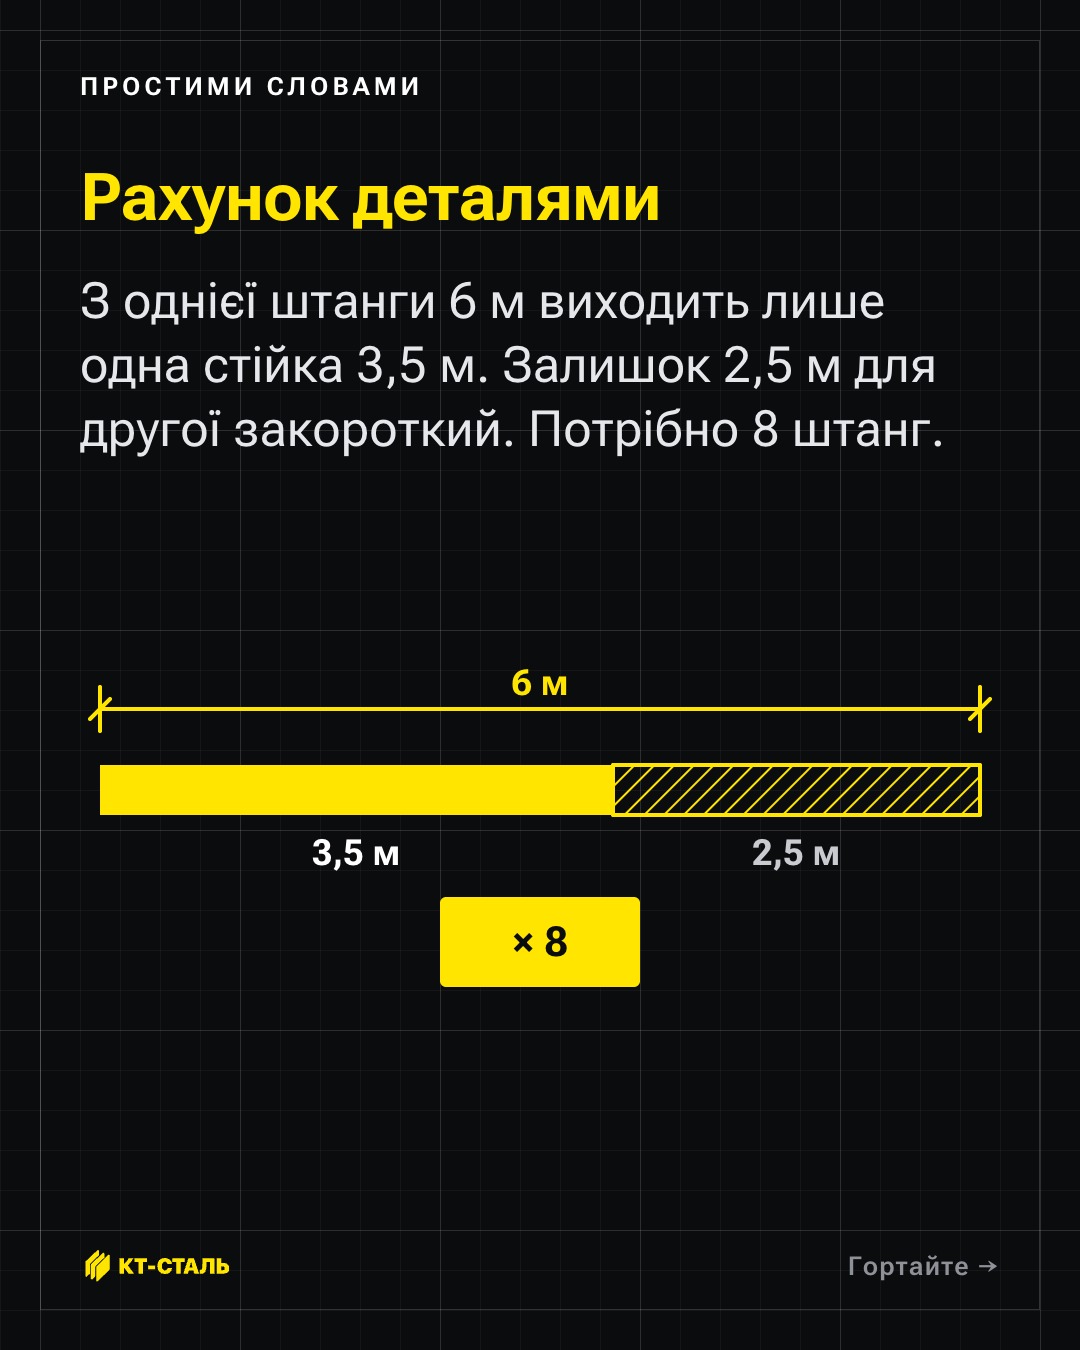 ПРОСТИМИ СЛОВАМИ
Рахунок деталями
З однієї штанги 6 м виходить лише
одна стійка 3,5 м. Залишок 2,5 м для
другої закороткий. Потрібно 8 штанг.
6 м
3,5 м
2,5 м
× 8
КТ-СТАЛЬ
Гортайте →